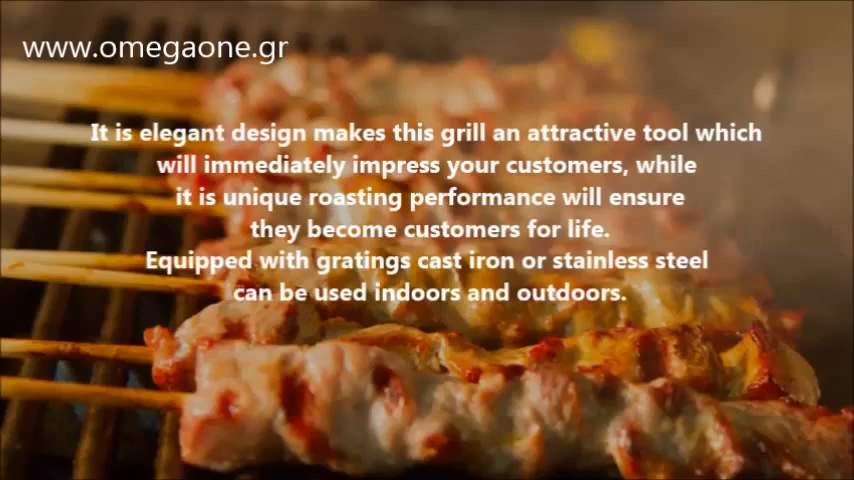 www.omegaone.gr
It is elegant design makes this grill an attractive tool which
will immediately impress your customers, while
it is unique roasting performance will ensure
they become customers for life.
Equipped with gratings cast iron or stainless steel
can be used indoors and outdoors.